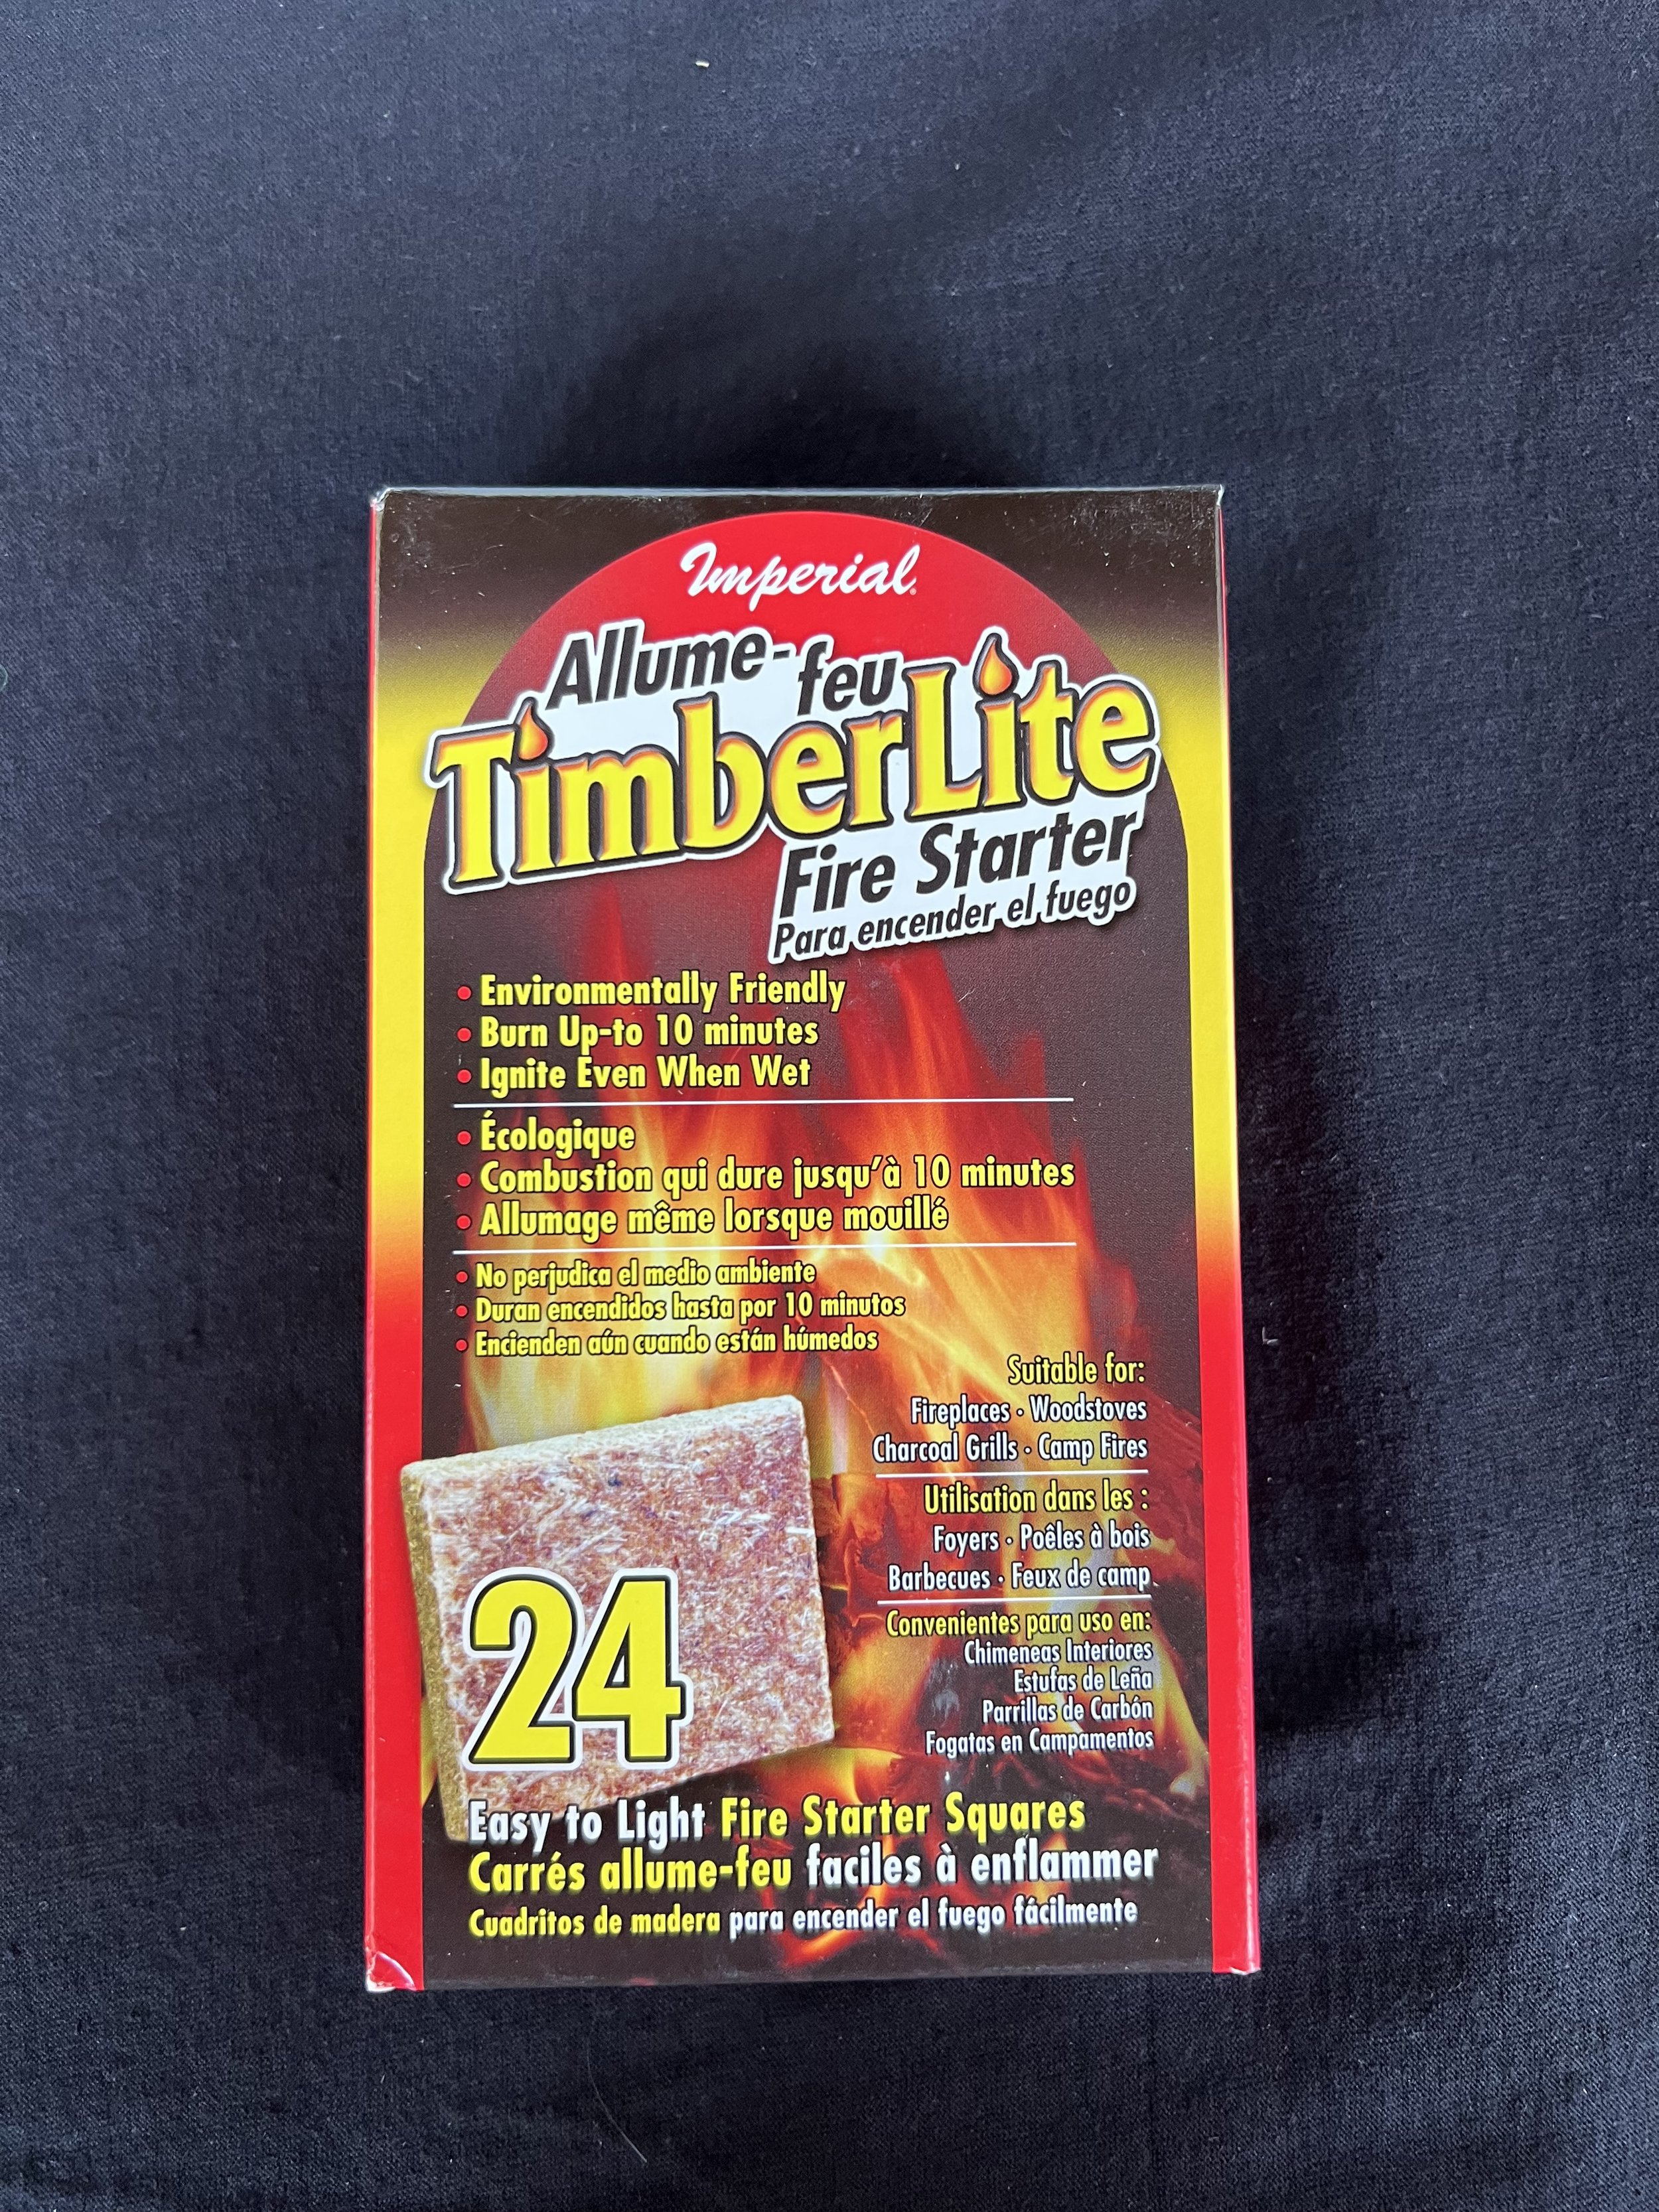 Imperial
Allume-feu
TimberLite
Fire Starter
Para encender el fuego
• Environmentally Friendly
• Burn Up-to 10 minutes
• Ignite Even When Wet
• Écologique
• Combustion qui dure jusqu'à 10 minutes
• Allumage même lorsque mouillé
• No perjudica el medio ambiente
• Duran encendidos hasta por 10 minutos
• Encienden aún cuando están húmedos
Suitable for:
Fireplaces · Woodstoves
Charcoal Grills · Camp Fires
Utilisation dans les :
Foyers · Poêles à bois
Barbecues · Feux de camp
Convenientes para uso en:
Chimeneas Interiores
Estufas de Leña
Parrillas de Carbón
Fogatas en Campamentos
24
Easy to Light Fire Starter Squares
Carrés allume-feu faciles à enflammer
Cuadritos de madera para encender el fuego fácilmente